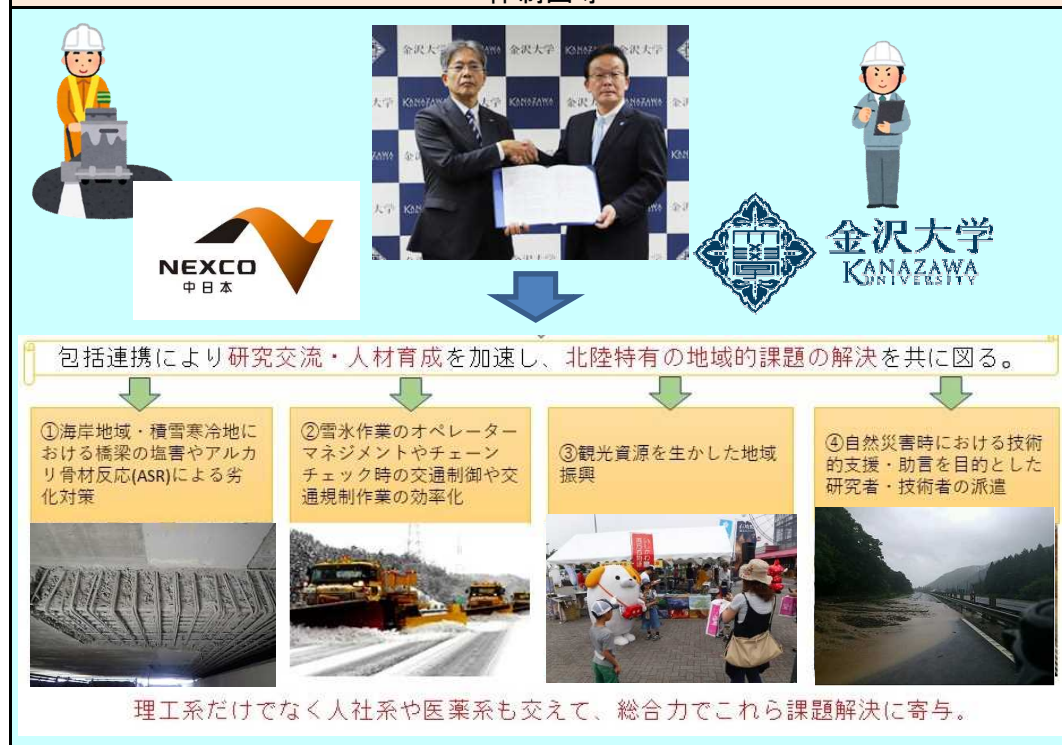 金沢大学
KANAZAWA
UNIVERSITY
NEXCO
中日本
金沢大学
KANAZAWA
UNIVERSITY
包括連携により研究交流・人材育成を加速し、北陸特有の地域的課題の解決を共に図る。
①海岸地域・積雪寒冷地に
おける橋梁の塩害やアルカ
リ骨材反応(ASR)による劣
化対策
②雪氷作業のオペレーター
マネジメントやチェーン
チェック時の交通制御や交
通規制作業の効率化
③観光資源を生かした地域
振興
④自然災害時における技術
的支援・助言を目的とした
研究者・技術者の派遣
理工系だけでなく人社系や医薬系も交えて、総合力でこれら課題解決に寄与。